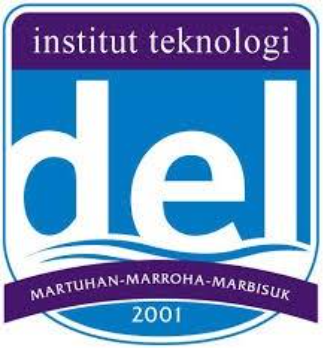 institut teknologi
del
MARTUHAN-MARROHA-MARBISUK
2001